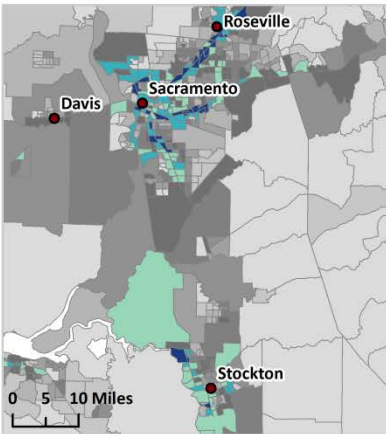 Roseville
Sacramento
Davis
Stockton
0 5 10 Miles